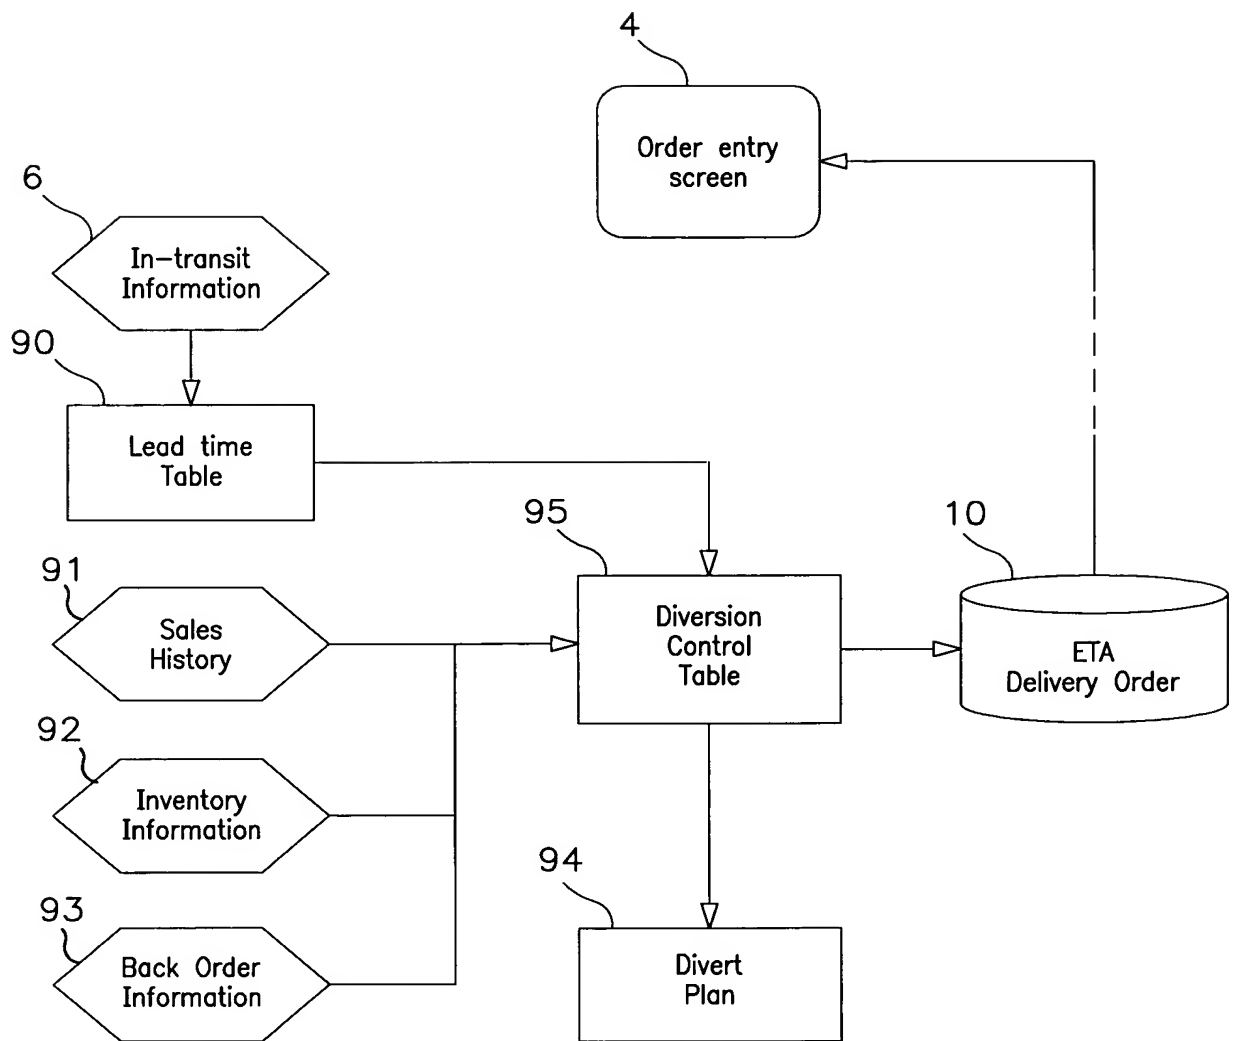 4
Order entry
screen
6
In-transit
Information
90
Lead time
Table
95
10
91
Sales
History
Diversion
Control
Table
ETA
Delivery Order
92
Inventory
Information
94
93
Back Order
Information
Divert
Plan